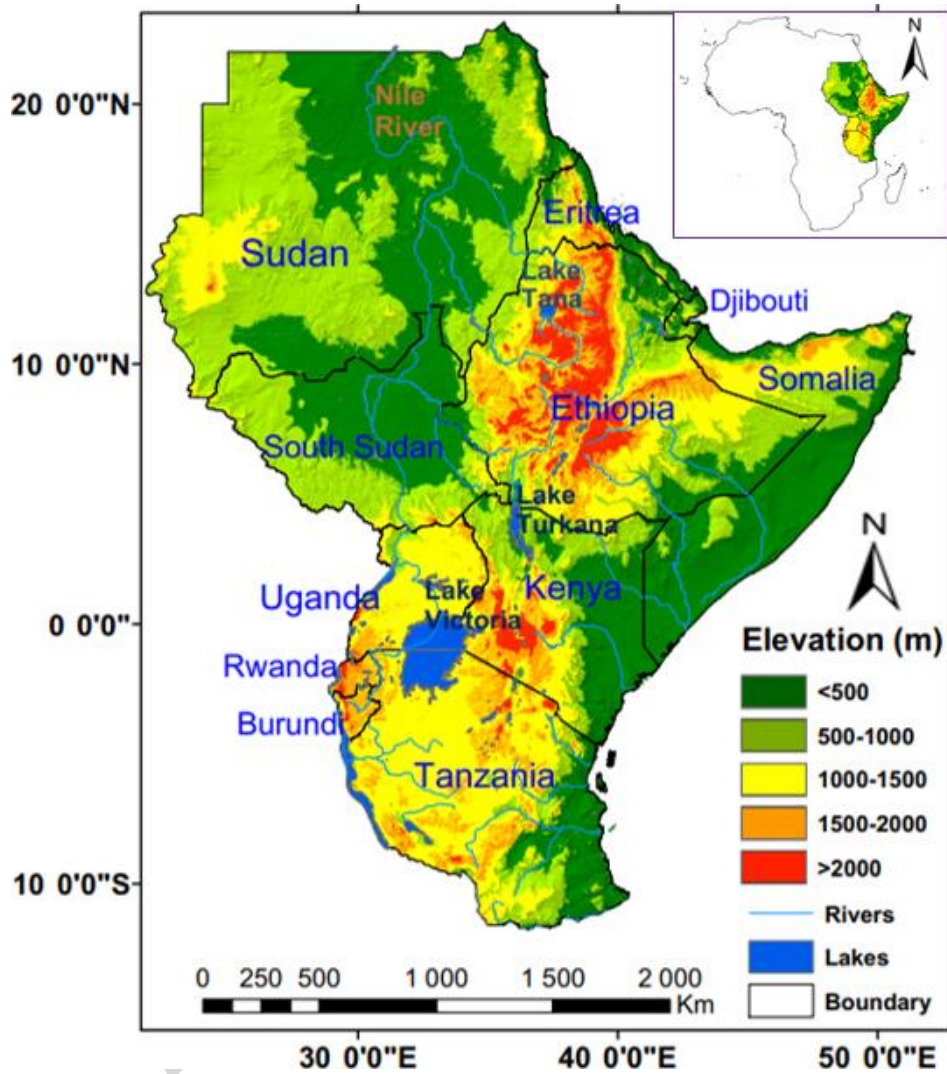 N
20 0'0"N
Nile
River
Eritrea
Sudan
Lake
Tana
Djibouti
10 0'0"N
Somalia
Ethiopia
South Sudan
Lake
Turkana
N
Uganda
Lake
Victoria
Kenya
0 0'0"
Elevation (m)
Rwanda
<500
Burundi
500-1000
1000-1500
Tanzania
1500-2000
>2000
10 0'0"S
Rivers
Lakes
0 250 500 1 000 1 500 2 000
Km
Boundary
30 0'0"E 40 0'0"E 50 0'0"E